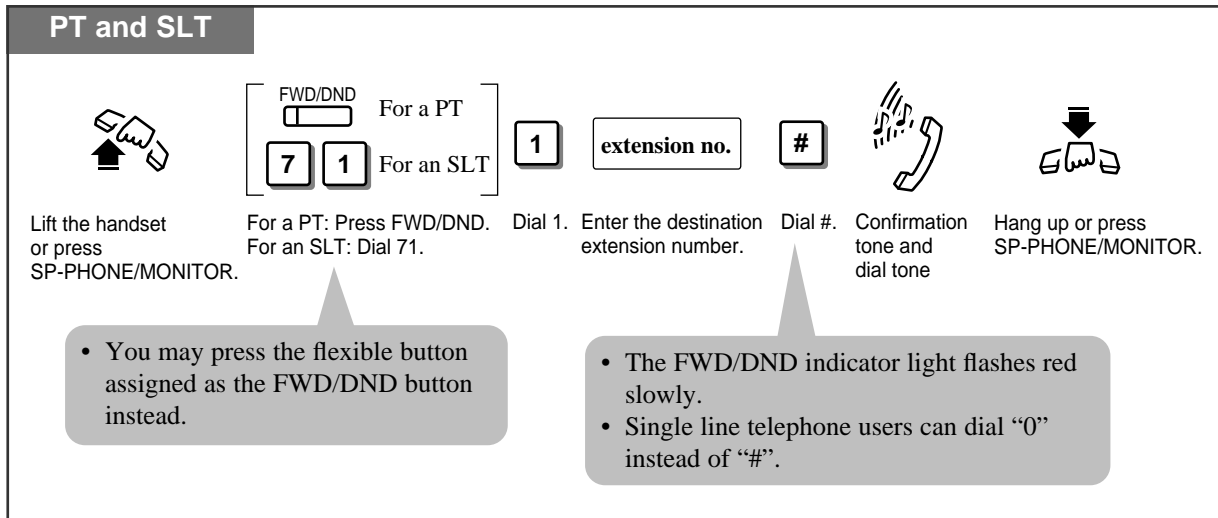 PT and SLT
FWD/DND
For a PT
7 1 For an SLT
1
extension no.
#
Lift the handset
or press
SP-PHONE/MONITOR.
For a PT: Press FWD/DND.
For an SLT: Dial 71.
Dial 1.
Enter the destination
extension number.
Dial #.
Confirmation
tone and
dial tone
Hang up or press
SP-PHONE/MONITOR.
• You may press the flexible button
assigned as the FWD/DND button
instead.
• The FWD/DND indicator light flashes red
slowly.
• Single line telephone users can dial “0”
instead of “#”.